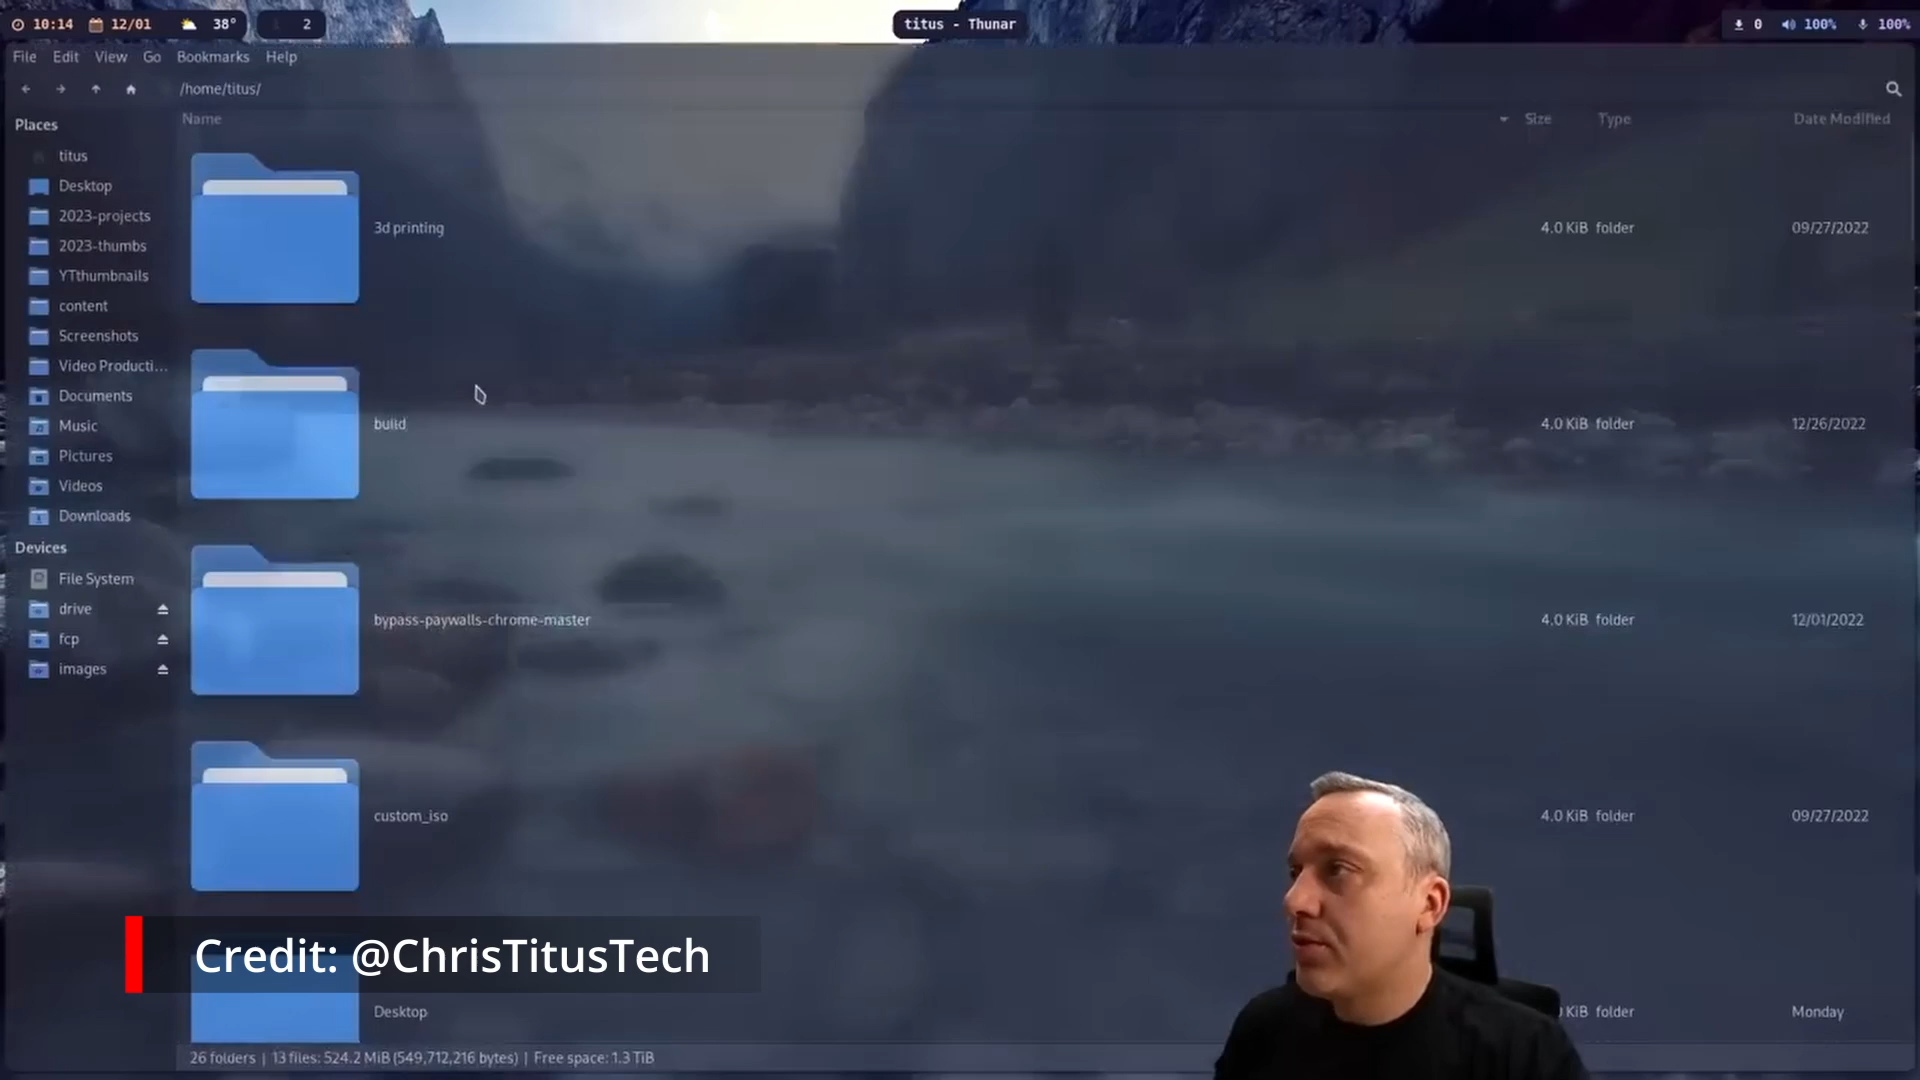 10:14 12/01 38° 2 titus - Thunar 0 100% 100%
File Edit View Go Bookmarks Help
/home/titus/
Places
titus
Desktop
2023-projects
2023-thumbs
YTthumbnails
content
Screenshots
Video Producti...
Documents
Music
Pictures
Videos
Downloads
Devices
File System
drive
fcp
images
Name Size Type Date Modified
3d printing 4.0 KiB folder 09/27/2022
build 4.0 KiB folder 12/26/2022
bypass-paywalls-chrome-master 4.0 KiB folder 12/01/2022
custom_iso 4.0 KiB folder 09/27/2022
Credit: @ChrisTitusTech
Desktop KiB folder Monday
26 folders | 13 files: 524.2 MiB (549,712,216 bytes) | Free space: 1.3 TiB